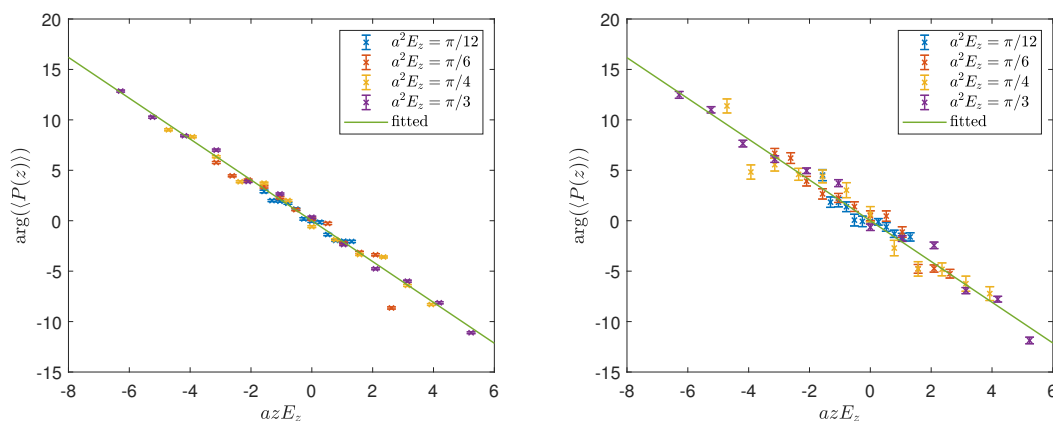 20
15
10
5
0
-5
-10
-15
-8
-6
-4
-2
0
2
4
6
arg(⟨P(z)⟩)
azE_z
a²E_z = π/12
a²E_z = π/6
a²E_z = π/4
a²E_z = π/3
fitted
20
15
10
5
0
-5
-10
-15
-8
-6
-4
-2
0
2
4
6
arg(⟨P(z)⟩)
azE_z
a²E_z = π/12
a²E_z = π/6
a²E_z = π/4
a²E_z = π/3
fitted